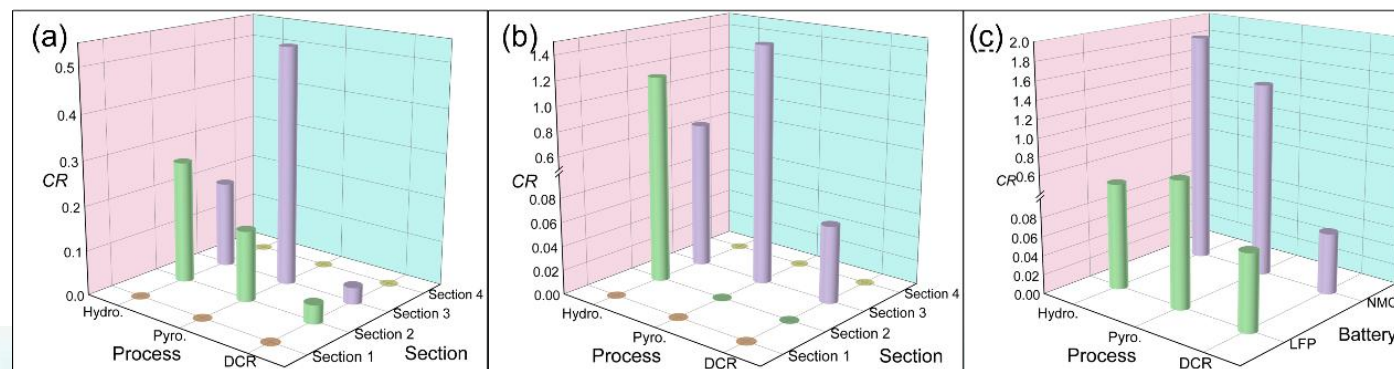 (a)
0.5
0.4
0.3
0.2
0.1
0.0
CR
Hydro.
Pyro.
DCR
Process
Section 1
Section 2
Section 3
Section 4
Section
(b)
1.4
1.2
1.0
0.8
0.6
0.08
0.06
0.04
0.02
0.00
CR
Hydro.
Pyro.
DCR
Process
Section 1
Section 2
Section 3
Section 4
Section
(c)
2.0
1.8
1.6
1.4
1.2
1.0
0.8
0.6
0.08
0.06
0.04
0.02
0.00
CR
Hydro.
Pyro.
DCR
Process
LFP
NMC
Battery